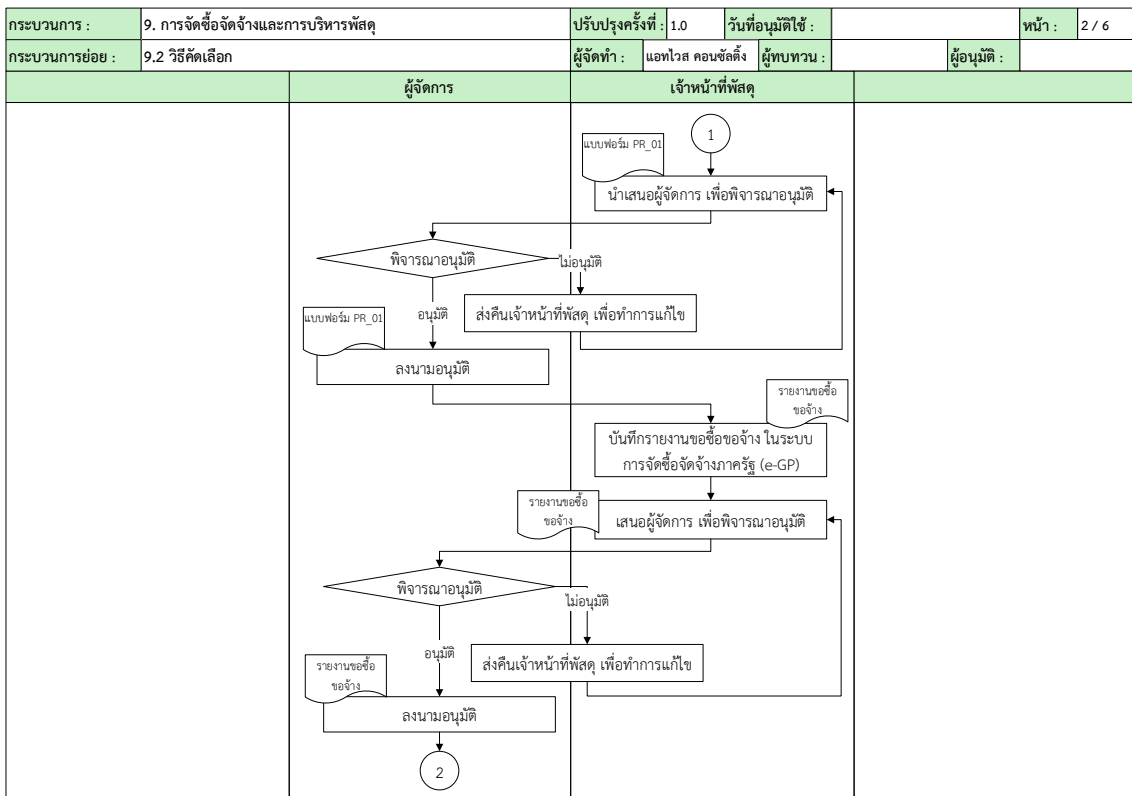 กระบวนการ : 9. การจัดซื้อจัดจ้างและการบริหารพัสดุ ปรับปรุงครั้งที่ : 1.0 วันที่อนุมัติใช้ : หน้า : 2 / 6
กระบวนการย่อย : 9.2 วิธีคัดเลือก ผู้จัดทำ : แอทไวส คอนซัลติ้ง ผู้ทบทวน : ผู้อนุมัติ :
ผู้จัดการ เจ้าหน้าที่พัสดุ
1
แบบฟอร์ม PR_01
นำเสนอผู้จัดการ เพื่อพิจารณาอนุมัติ
พิจารณาอนุมัติ
ไม่อนุมัติ
อนุมัติ
ส่งคืนเจ้าหน้าที่พัสดุ เพื่อทำการแก้ไข
แบบฟอร์ม PR_01
ลงนามอนุมัติ
รายงานขอซื้อ
ขอจ้าง
บันทึกรายงานขอซื้อขอจ้าง ในระบบ
การจัดซื้อจัดจ้างภาครัฐ (e-GP)
รายงานขอซื้อ
ขอจ้าง
เสนอผู้จัดการ เพื่อพิจารณาอนุมัติ
พิจารณาอนุมัติ
ไม่อนุมัติ
อนุมัติ
ส่งคืนเจ้าหน้าที่พัสดุ เพื่อทำการแก้ไข
รายงานขอซื้อ
ขอจ้าง
ลงนามอนุมัติ
2